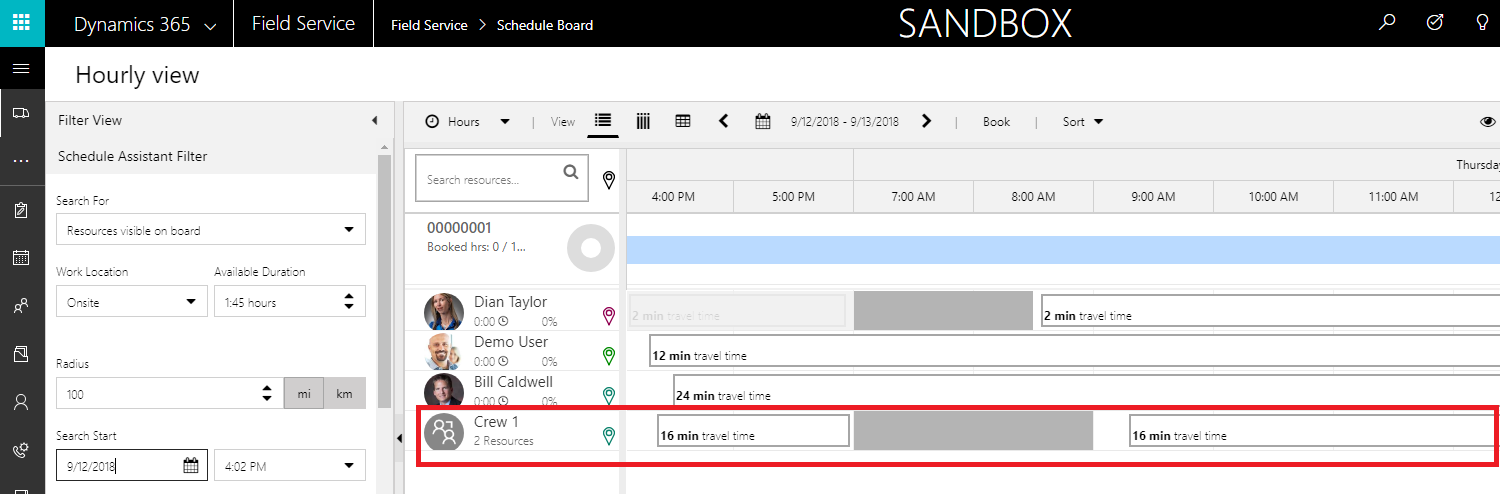 Dynamics 365 Field Service Field Service > Schedule Board SANDBOX
Hourly view
Filter View
Schedule Assistant Filter
Search For
Resources visible on board
Work Location Available Duration
Onsite 1:45 hours
Radius
100 mi km
Search Start
9/12/2018 4:02 PM
Hours | View 9/12/2018 - 9/13/2018 | Book | Sort
Search resources...
Thursda
4:00 PM 5:00 PM 7:00 AM 8:00 AM 9:00 AM 10:00 AM 11:00 AM 12
00000001
Booked hrs: 0 / 1...
Dian Taylor
0:00 0%
2 min travel time 2 min travel time
Demo User
0:00 0%
12 min travel time
Bill Caldwell
0:00 0%
24 min travel time
Crew 1
2 Resources
16 min travel time 16 min travel time